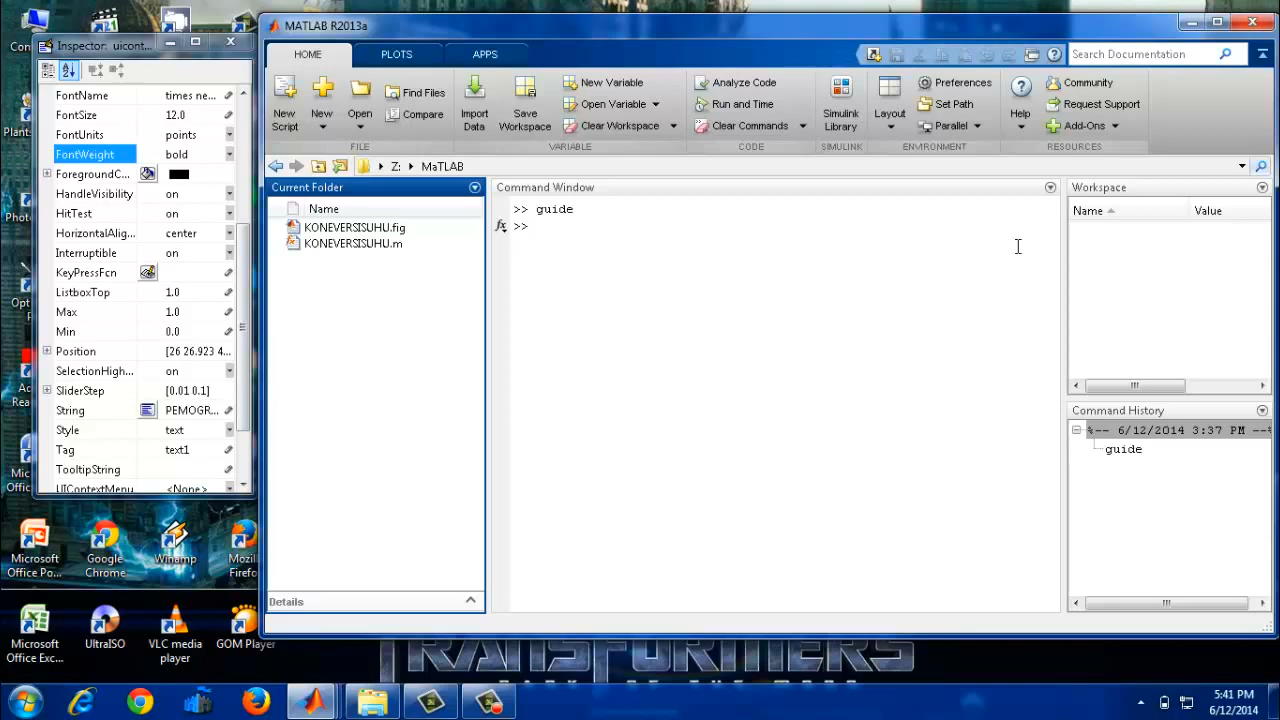 MATLAB R2013a
Inspector: uicont...
HOME
PLOTS
APPS
Search Documentation
New Script
New
Open
Find Files
Compare
FILE
Import Data
Save Workspace
New Variable
Open Variable
Clear Workspace
VARIABLE
Analyze Code
Run and Time
Clear Commands
CODE
Simulink Library
SIMULINK
Layout
Preferences
Set Path
Parallel
ENVIRONMENT
Help
Community
Request Support
Add-Ons
RESOURCES
Z:
MaTLAB
FontName times ne...
FontSize 12.0
FontUnits points
FontWeight bold
ForegroundC...
HandleVisibility on
HitTest on
HorizontalAlig... center
Interruptible on
KeyPressFcn
ListboxTop 1.0
Max 1.0
Min 0.0
Position [26 26.923 4...
SelectionHigh... on
SliderStep [0.01 0.1]
String PEMOGR...
Style text
Tag text1
TooltipString
UIContextMenu <None>
Current Folder
Name
KONEVERSISUHU.fig
KONEVERSISUHU.m
Details
Command Window
>> guide
fx >>
Workspace
Name
Value
Command History
%-- 6/12/2014 3:37 PM --%
guide
Microsoft Office Po...
Google Chrome
Winamp
Mozil
Firefo
Microsoft Office Exc...
UltraISO
VLC media player
GOM Player
TRANSFORMERS
5:41 PM
6/12/2014